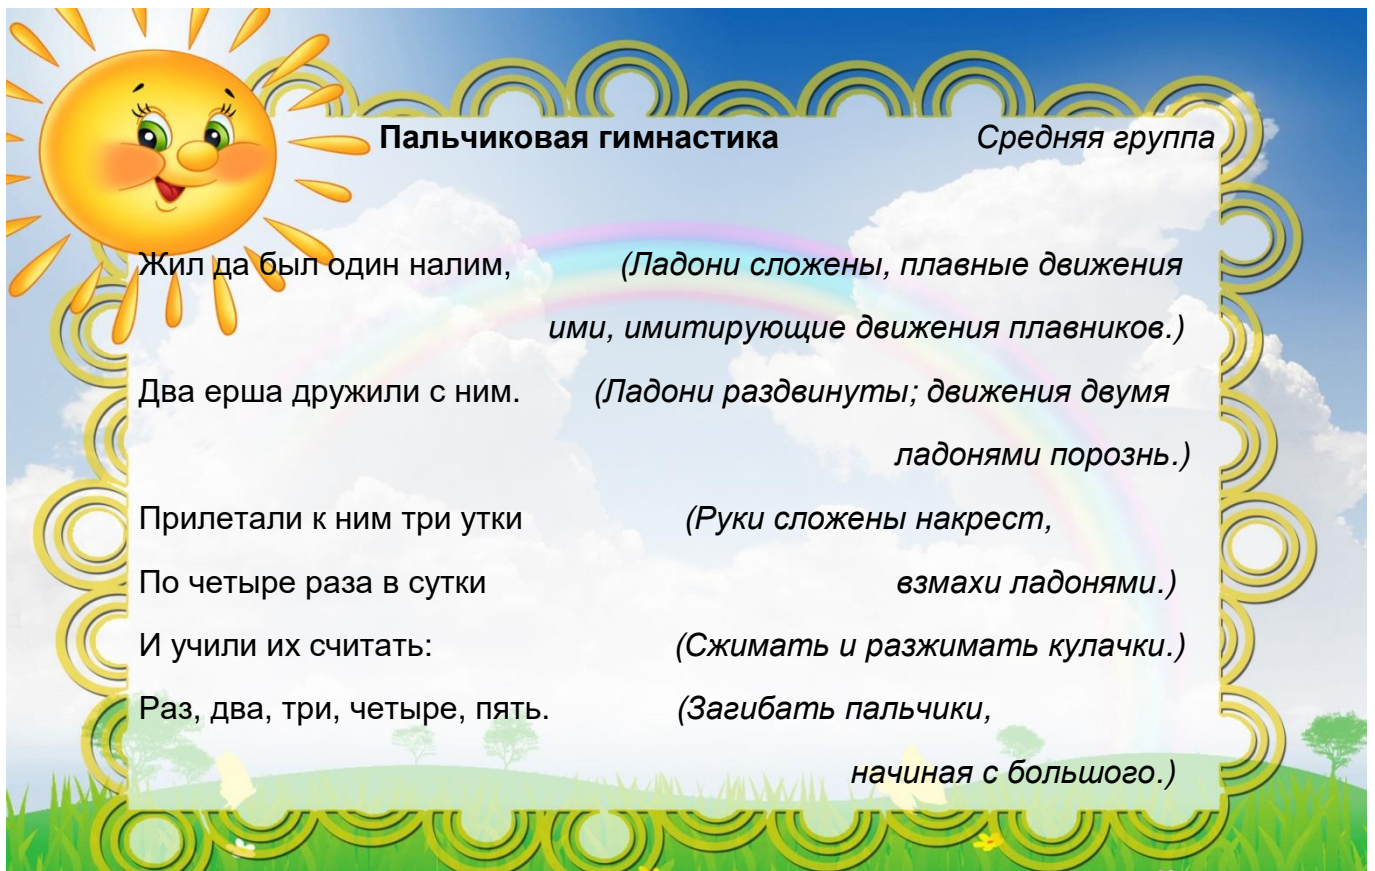 Пальчиковая гимнастика Средняя группа
Жил да был один налим, (Ладони сложены, плавные движения
ими, имитирующие движения плавников.)
Два ерша дружили с ним. (Ладони раздвинуты; движения двумя
ладонями порознь.)
Прилетали к ним три утки (Руки сложены накрест,
По четыре раза в сутки взмахи ладонями.)
И учили их считать: (Сжимать и разжимать кулачки.)
Раз, два, три, четыре, пять. (Загибать пальчики,
начиная с большого.)